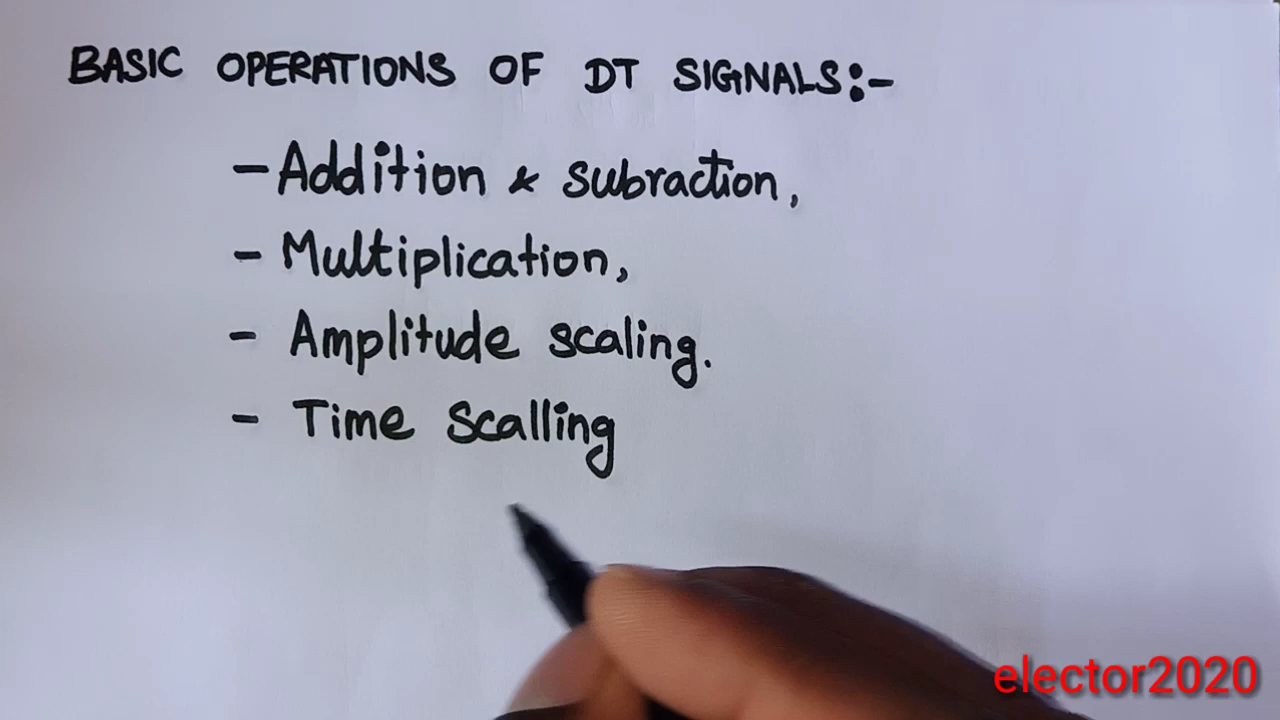 BASIC OPERATIONS OF DT SIGNALS:-
- Addition & subraction,
- Multiplication,
- Amplitude scaling.
- Time scalling
elector2020